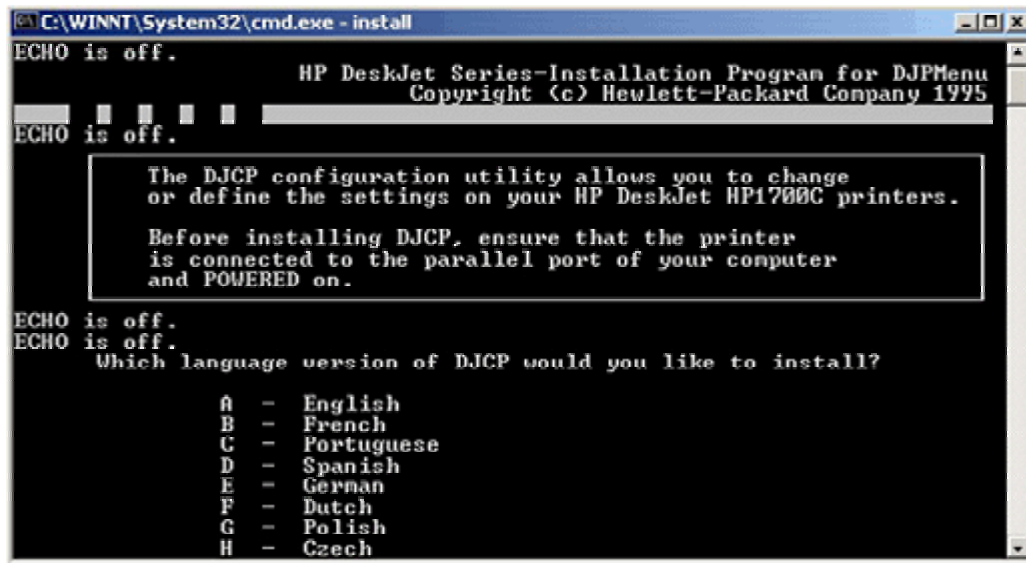 C:\WINNT\System32\cmd.exe - install
ECHO is off.
HP DeskJet Series-Installation Program for DJPMenu
Copyright (c) Hewlett-Packard Company 1995
ECHO is off.
The DJCP configuration utility allows you to change
or define the settings on your HP DeskJet HP1700C printers.
Before installing DJCP, ensure that the printer
is connected to the parallel port of your computer
and POWERED on.
ECHO is off.
ECHO is off.
Which language version of DJCP would you like to install?
A - English
B - French
C - Portuguese
D - Spanish
E - German
F - Dutch
G - Polish
H - Czech